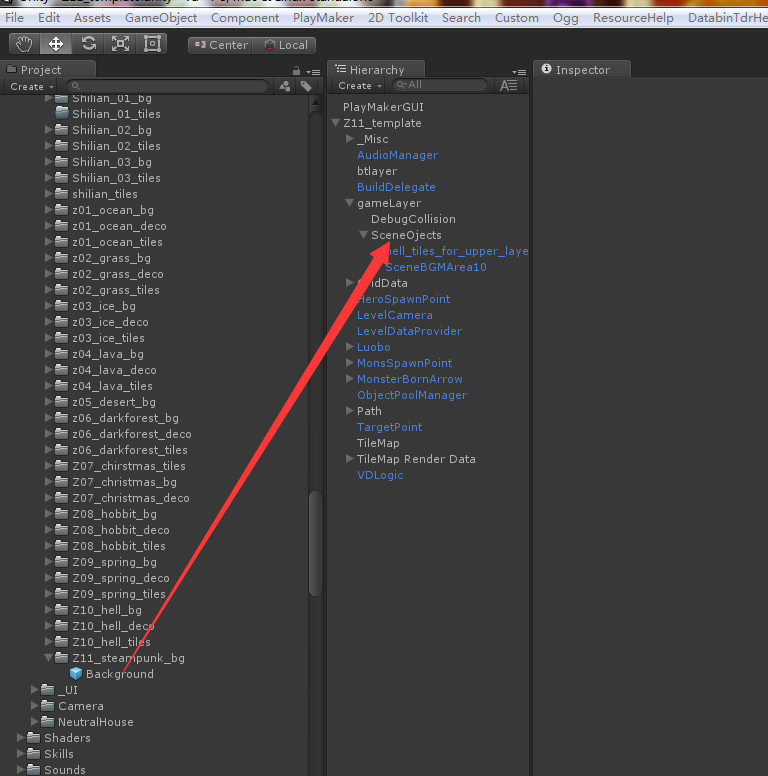 File Edit Assets GameObject Component PlayMaker 2D Toolkit Search Custom Ogg ResourceHelp DatabinTdrHe
Center Local
Project
Create
Shilian_01_bg
Shilian_01_tiles
Shilian_02_bg
Shilian_02_tiles
Shilian_03_bg
Shilian_03_tiles
shilian_tiles
z01_ocean_bg
z01_ocean_deco
z01_ocean_tiles
z02_grass_bg
z02_grass_deco
z02_grass_tiles
z03_ice_bg
z03_ice_deco
z03_ice_tiles
z04_lava_bg
z04_lava_deco
z04_lava_tiles
z05_desert_bg
z06_darkforest_bg
z06_darkforest_deco
z06_darkforest_tiles
Z07_chirstmas_tiles
Z07_christmas_bg
Z07_christmas_deco
Z08_hobbit_bg
Z08_hobbit_deco
Z08_hobbit_tiles
Z09_spring_bg
Z09_spring_deco
Z09_spring_tiles
Z10_hell_bg
Z10_hell_deco
Z10_hell_tiles
Z11_steampunk_bg
Background
_UI
Camera
NeutralHouse
Shaders
Skills
Sounds
Hierarchy
Create All
PlayMakerGUI
Z11_template
_Misc
AudioManager
btlayer
BuildDelegate
gameLayer
DebugCollision
SceneOjects
hell_tiles_for_upper_laye
SceneBGMArea10
GridData
HeroSpawnPoint
LevelCamera
LevelDataProvider
Luobo
MonsSpawnPoint
MonsterBornArrow
ObjectPoolManager
Path
TargetPoint
TileMap
TileMap Render Data
VDLogic
Inspector